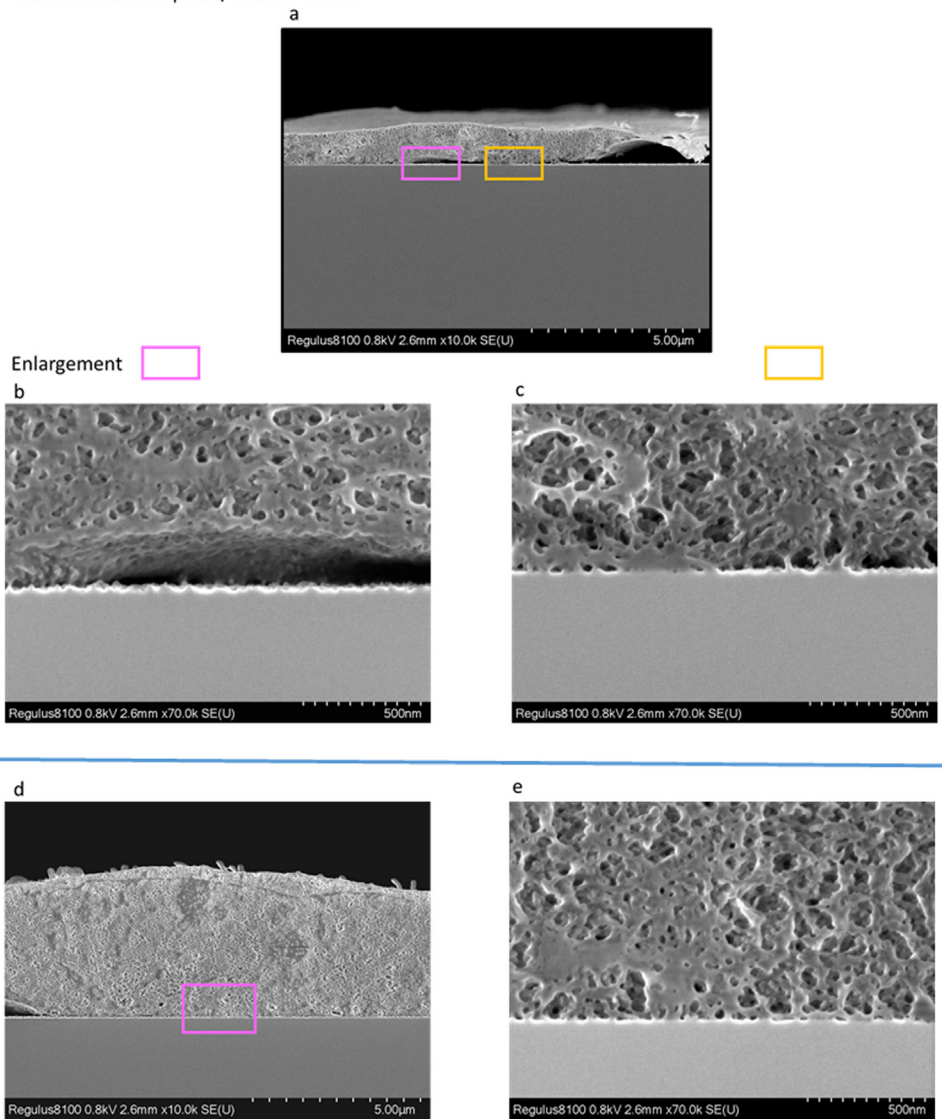 a
Regulus8100 0.8kV 2.6mm x10.0k SE(U) 5.00µm
Enlargement
b
c
Regulus8100 0.8kV 2.6mm x70.0k SE(U) 500nm
Regulus8100 0.8kV 2.6mm x70.0k SE(U) 500nm
d
e
Regulus8100 0.8kV 2.6mm x10.0k SE(U) 5.00µm
Regulus8100 0.8kV 2.6mm x70.0k SE(U) 500nm